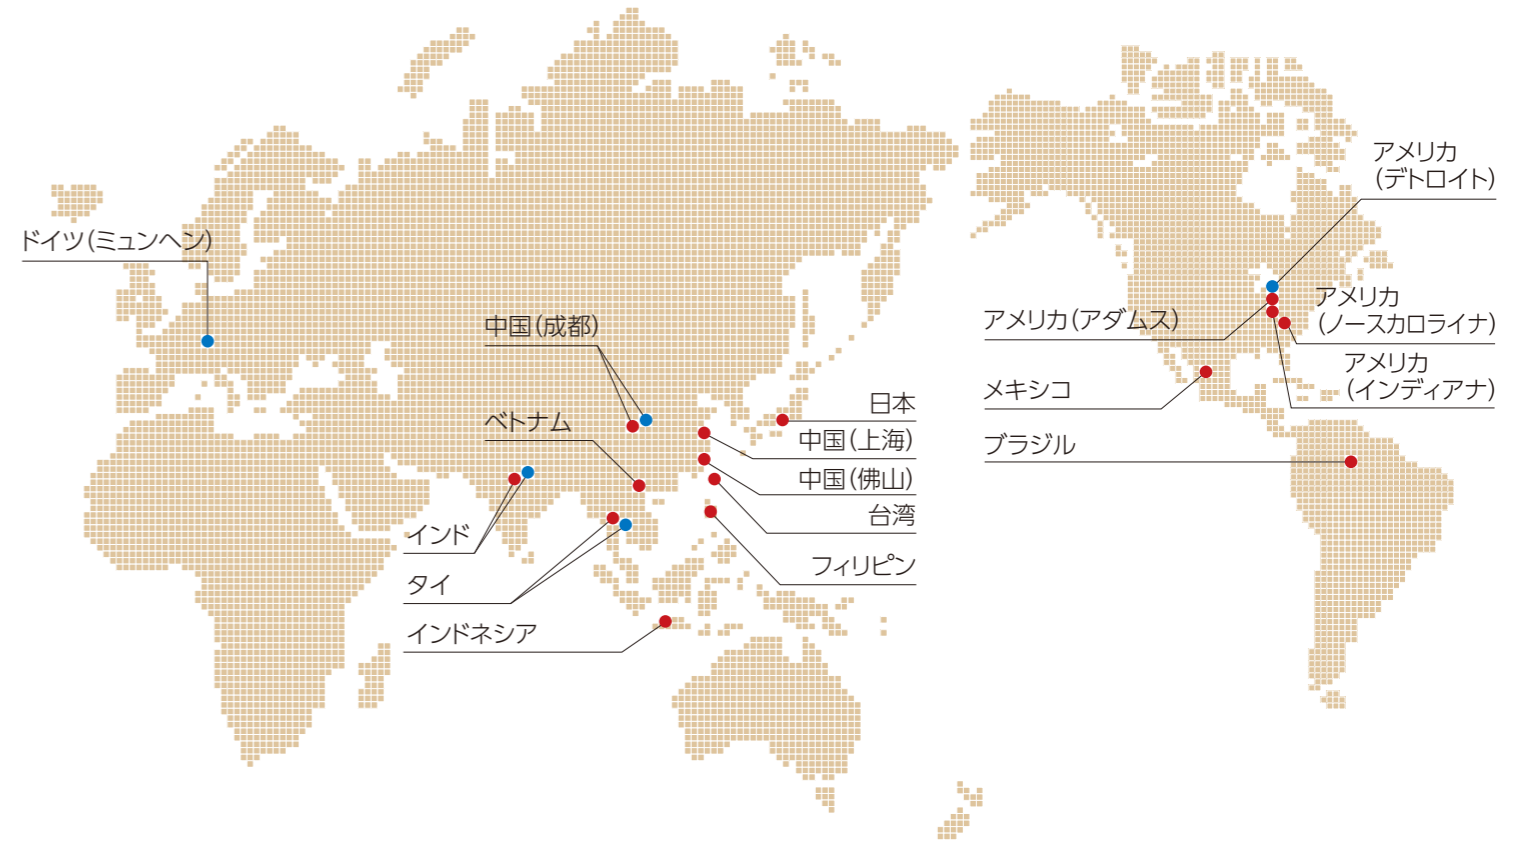 ドイツ(ミュンヘン)
中国(成都)
ベトナム
インド
タイ
インドネシア
日本
中国(上海)
中国(佛山)
台湾
フィリピン
アメリカ
(デトロイト)
アメリカ(アダムス)
アメリカ
(ノースカロライナ)
アメリカ
(インディアナ)
メキシコ
ブラジル